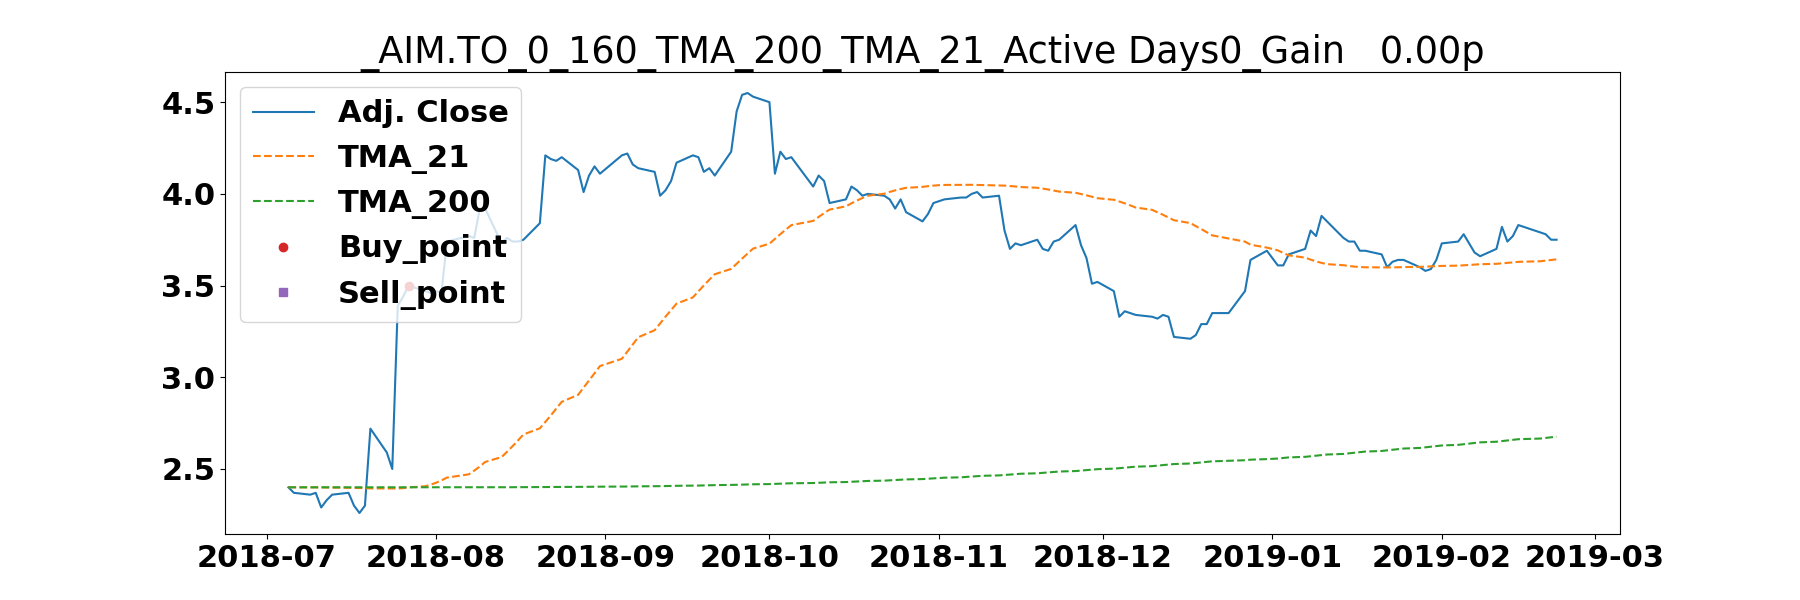 _AIM.TO_0_160_TMA_200_TMA_21_Active Days0_Gain   0.00p
4.5
4.0
3.5
3.0
2.5
Adj. Close
TMA_21
TMA_200
Buy_point
Sell_point
2018-07 2018-08 2018-09 2018-10 2018-11 2018-12 2019-01 2019-02 2019-03